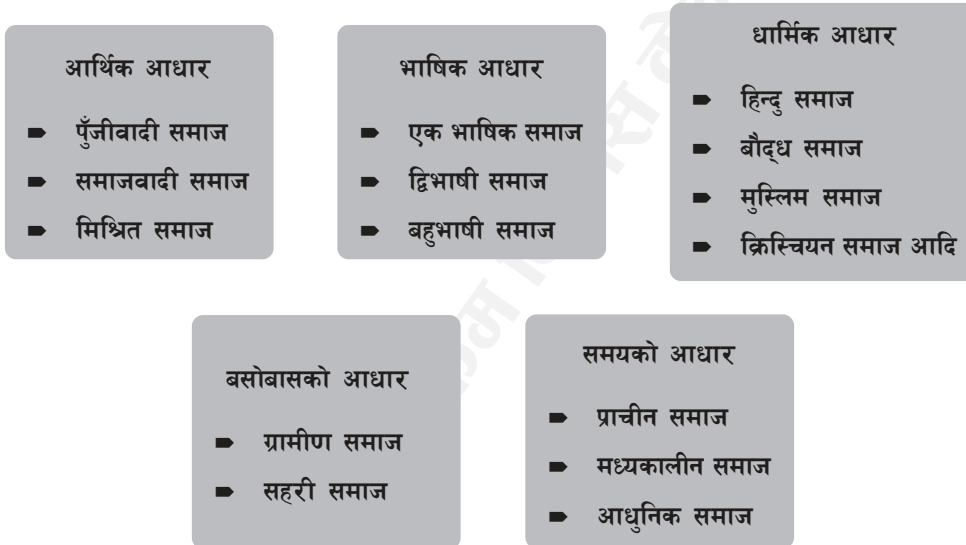 आर्थिक आधार
पुँजीवादी समाज
समाजवादी समाज
मिश्रित समाज
भाषिक आधार
एक भाषिक समाज
द्विभाषी समाज
बहुभाषी समाज
धार्मिक आधार
हिन्दु समाज
बौद्ध समाज
मुस्लिम समाज
क्रिस्चियन समाज आदि
बसोबासको आधार
ग्रामीण समाज
सहरी समाज
समयको आधार
प्राचीन समाज
मध्यकालीन समाज
आधुनिक समाज